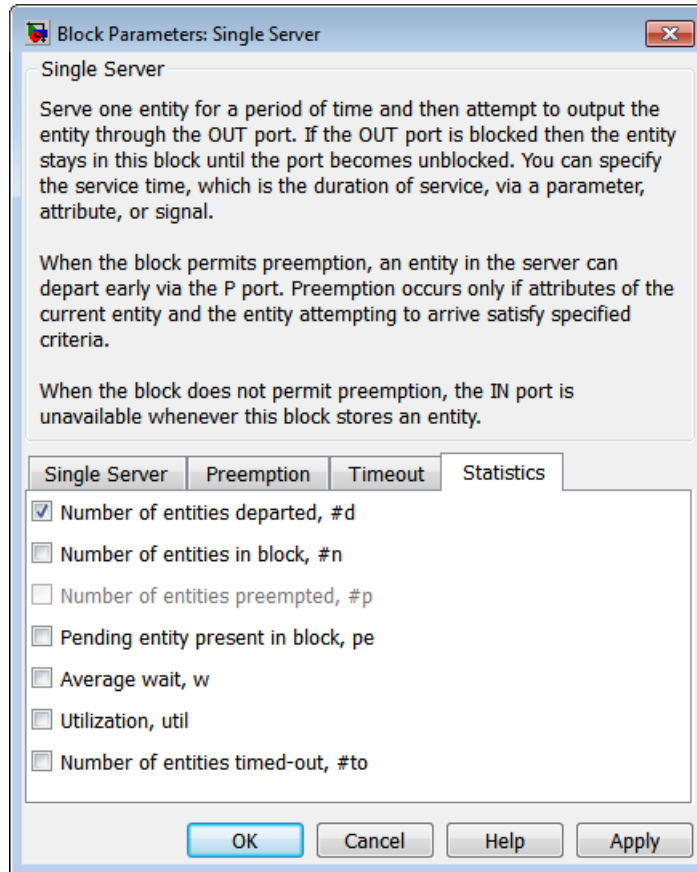 Block Parameters: Single Server
Single Server
Serve one entity for a period of time and then attempt to output the
entity through the OUT port. If the OUT port is blocked then the entity
stays in this block until the port becomes unblocked. You can specify
the service time, which is the duration of service, via a parameter,
attribute, or signal.
When the block permits preemption, an entity in the server can
depart early via the P port. Preemption occurs only if attributes of the
current entity and the entity attempting to arrive satisfy specified
criteria.
When the block does not permit preemption, the IN port is
unavailable whenever this block stores an entity.
Single Server Preemption Timeout Statistics
Number of entities departed, #d
Number of entities in block, #n
Number of entities preempted, #p
Pending entity present in block, pe
Average wait, w
Utilization, util
Number of entities timed-out, #to
OK Cancel Help Apply